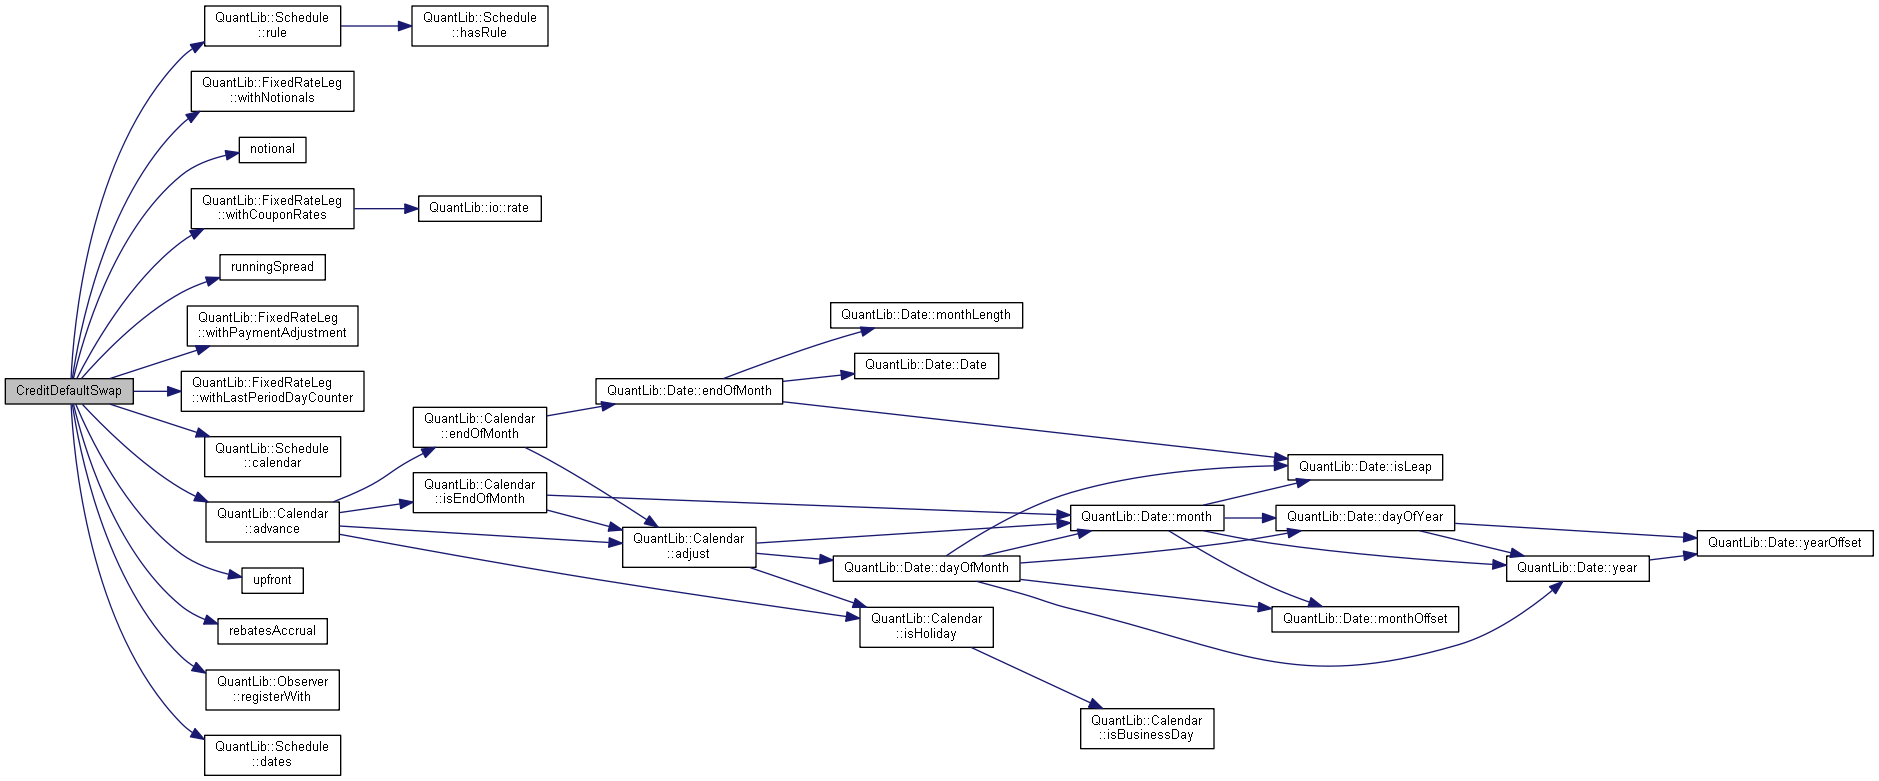 QuantLib::Schedule
::rule
QuantLib::Schedule
::hasRule
QuantLib::FixedRateLeg
::withNotionals
notional
QuantLib::FixedRateLeg
::withCouponRates
QuantLib::io::rate
runningSpread
QuantLib::FixedRateLeg
::withPaymentAdjustment
CreditDefaultSwap
QuantLib::FixedRateLeg
::withLastPeriodDayCounter
QuantLib::Schedule
::calendar
QuantLib::Calendar
::advance
upfront
rebatesAccrual
QuantLib::Observer
::registerWith
QuantLib::Schedule
::dates
QuantLib::Calendar
::endOfMonth
QuantLib::Calendar
::isEndOfMonth
QuantLib::Date::endOfMonth
QuantLib::Calendar
::adjust
QuantLib::Date::monthLength
QuantLib::Date::Date
QuantLib::Date::dayOfMonth
QuantLib::Calendar
::isHoliday
QuantLib::Date::month
QuantLib::Calendar
::isBusinessDay
QuantLib::Date::isLeap
QuantLib::Date::dayOfYear
QuantLib::Date::monthOffset
QuantLib::Date::year
QuantLib::Date::yearOffset